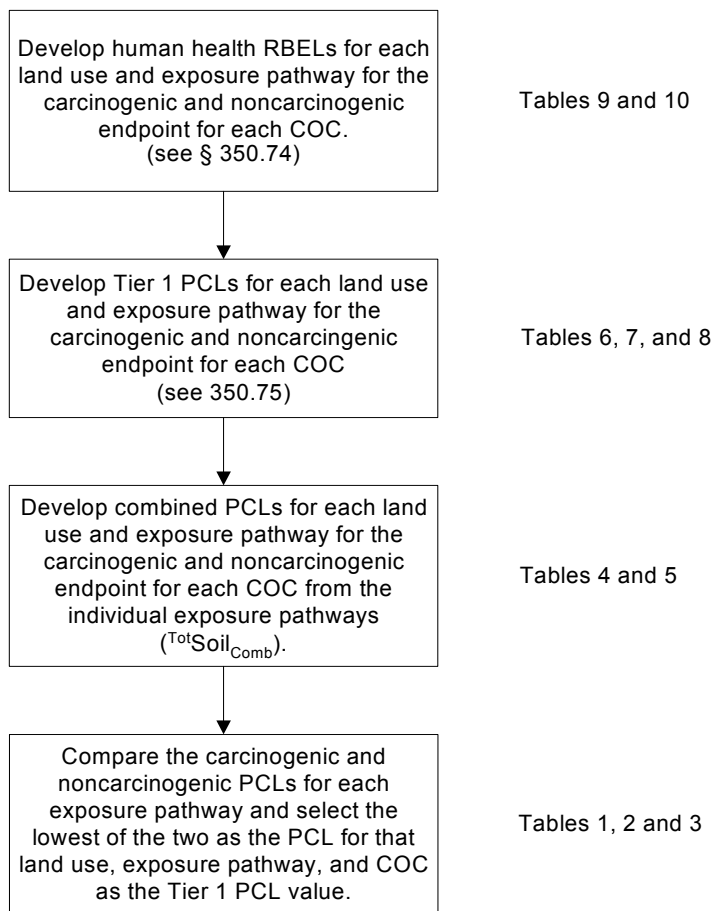 Develop human health RBELs for each
land use and exposure pathway for the
carcinogenic and noncarcinogenic
endpoint for each COC.
(see § 350.74)
Tables 9 and 10
Develop Tier 1 PCLs for each land use
and exposure pathway for the
carcinogenic and noncarcingenic
endpoint for each COC
(see 350.75)
Tables 6, 7, and 8
Develop combined PCLs for each land
use and exposure pathway for the
carcinogenic and noncarcinogenic
endpoint for each COC from the
individual exposure pathways
(TotSoilComb).
Tables 4 and 5
Compare the carcinogenic and
noncarcinogenic PCLs for each
exposure pathway and select the
lowest of the two as the PCL for that
land use, exposure pathway, and COC
as the Tier 1 PCL value.
Tables 1, 2 and 3